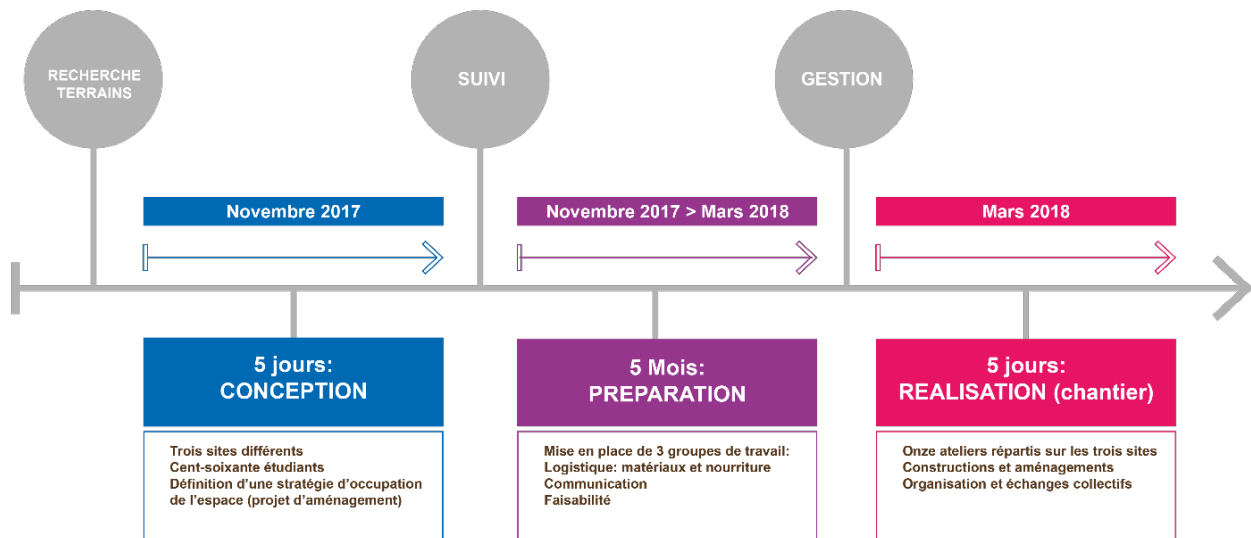 RECHERCHE
TERRAINS
SUIVI
GESTION
Novembre 2017
Novembre 2017 > Mars 2018
Mars 2018
5 jours:
CONCEPTION
5 Mois:
PREPARATION
5 jours:
REALISATION (chantier)
Trois sites différents
Cent-soixante étudiants
Définition d’une stratégie d’occupation
de l’espace (projet d’aménagement)
Mise en place de 3 groupes de travail:
Logistique: matériaux et nourriture
Communication
Faisabilité
Onze ateliers répartis sur les trois sites
Constructions et aménagements
Organisation et échanges collectifs